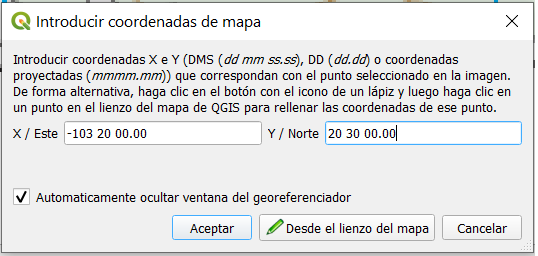 Introducir coordenadas de mapa
Introducir coordenadas X e Y (DMS (dd mm ss.ss), DD (dd.dd) o coordenadas
proyectadas (mmmm.mm)) que correspondan con el punto seleccionado en la imagen.
De forma alternativa, haga clic en el botón con el icono de un lápiz y luego haga clic en
un punto en el lienzo del mapa de QGIS para rellenar las coordenadas de ese punto.
X / Este -103 20 00.00 Y / Norte 20 30 00.00
Automaticamente ocultar ventana del georeferenciador
Aceptar Desde el lienzo del mapa Cancelar